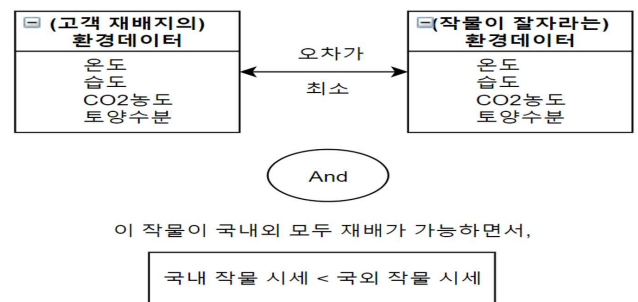 (고객 재배지의) (작물이 잘자라는)
환경데이터 환경데이터
오차가
온도 온도
습도 습도
최소
CO2농도 CO2농도
토양수분 토양수분
And
이 작물이 국내외 모두 재배가 가능하면서,
국내 작물 시세 < 국외 작물 시세